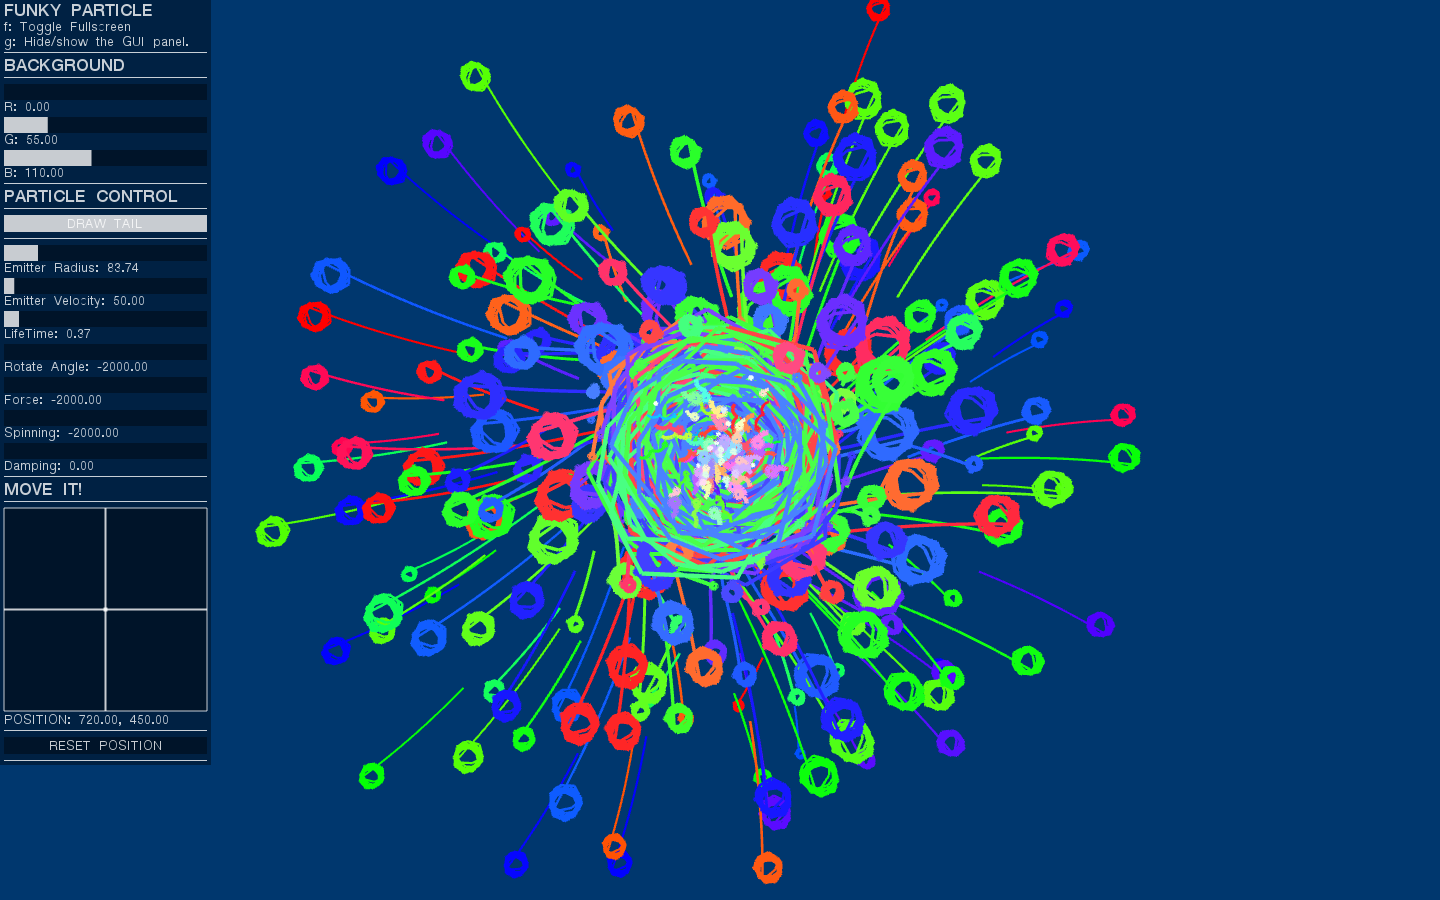 FUNKY PARTICLE
f: Toggle Fullscreen
g: Hide/show the GUI panel.
BACKGROUND
R: 0.00
G: 55.00
B: 110.00
PARTICLE CONTROL
DRAW TAIL
Emitter Radius: 83.74
Emitter Velocity: 50.00
LifeTime: 0.37
Rotate Angle: -2000.00
Force: -2000.00
Spinning: -2000.00
Damping: 0.00
MOVE IT!
POSITION: 720.00, 450.00
RESET POSITION